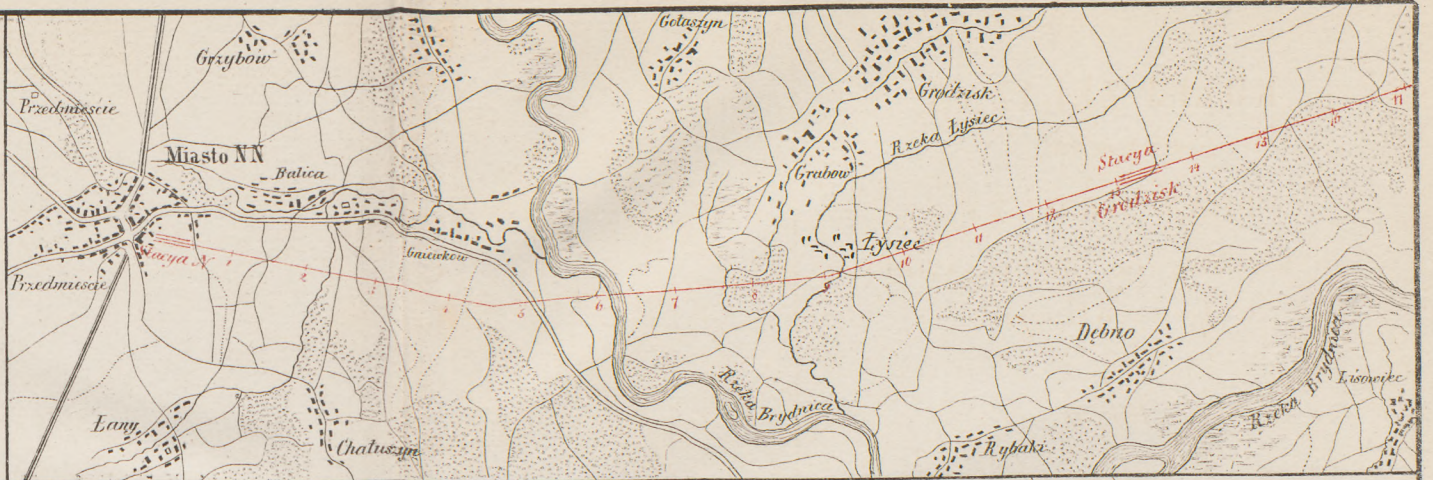 Gołaszyn
Grzybów
Grodzisk
Przedmieście
Rzeka Łysiec
Miasto NN
Balica
Grabów
Stacya
Grodzisk
Łysiec
Gniewków
Stacya N
Przedmieście
1
2
3
4
5
6
7
8
9
10
11
12
13
14
15
16
17
Dębno
Rzeka Brydnica
Rzeka Brydnica
Lisowiec
Łany
Chałuszyn
Rybaki